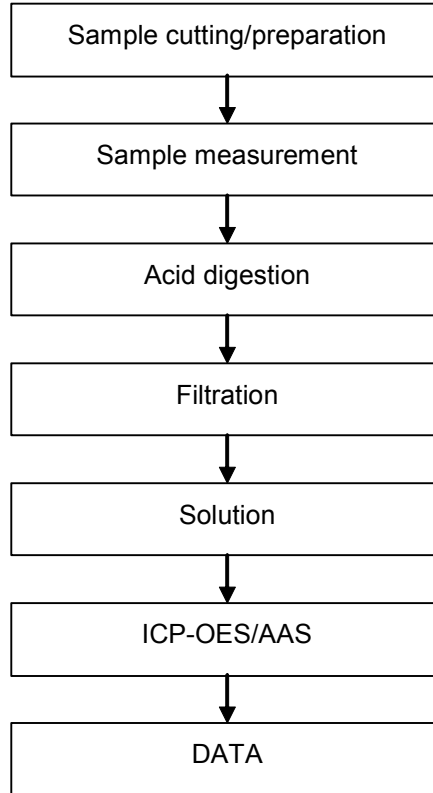 Sample cutting/preparation
Sample measurement
Acid digestion
Filtration
Solution
ICP-OES/AAS
DATA